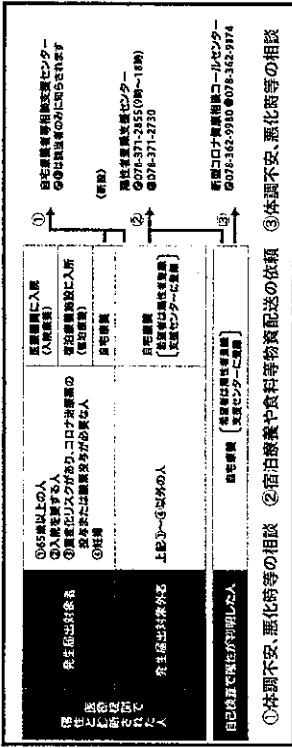 医療機関で
陽性と診断された人
発生届出対象者
①65歳以上の人
②入院を要する人
③重症化リスクがあり、コロナ治療薬の
投与または酸素投与が必要な人
④妊婦
医療機関に入院
(入院療養)
宿泊療養施設に入所
(宿泊療養)
自宅療養
発生届出対象外者
上記①〜④以外の人
自宅療養
希望者は陽性者登録
支援センターに登録
自己検査で陽性が判明した人
自宅療養
希望者は陽性者登録
支援センターに登録
①
自宅療養者等相談支援センター
は該当者のみに知らされます
〈新設〉
②
陽性者登録支援センター
078-371-2855(9時〜18時)
078-371-2730
③
新型コロナ健康相談コールセンター
078-362-9980
078-362-9874
①体調不安、悪化時等の相談 ②宿泊療養や食料等物資配送の依頼 ③体調不安、悪化時等の相談